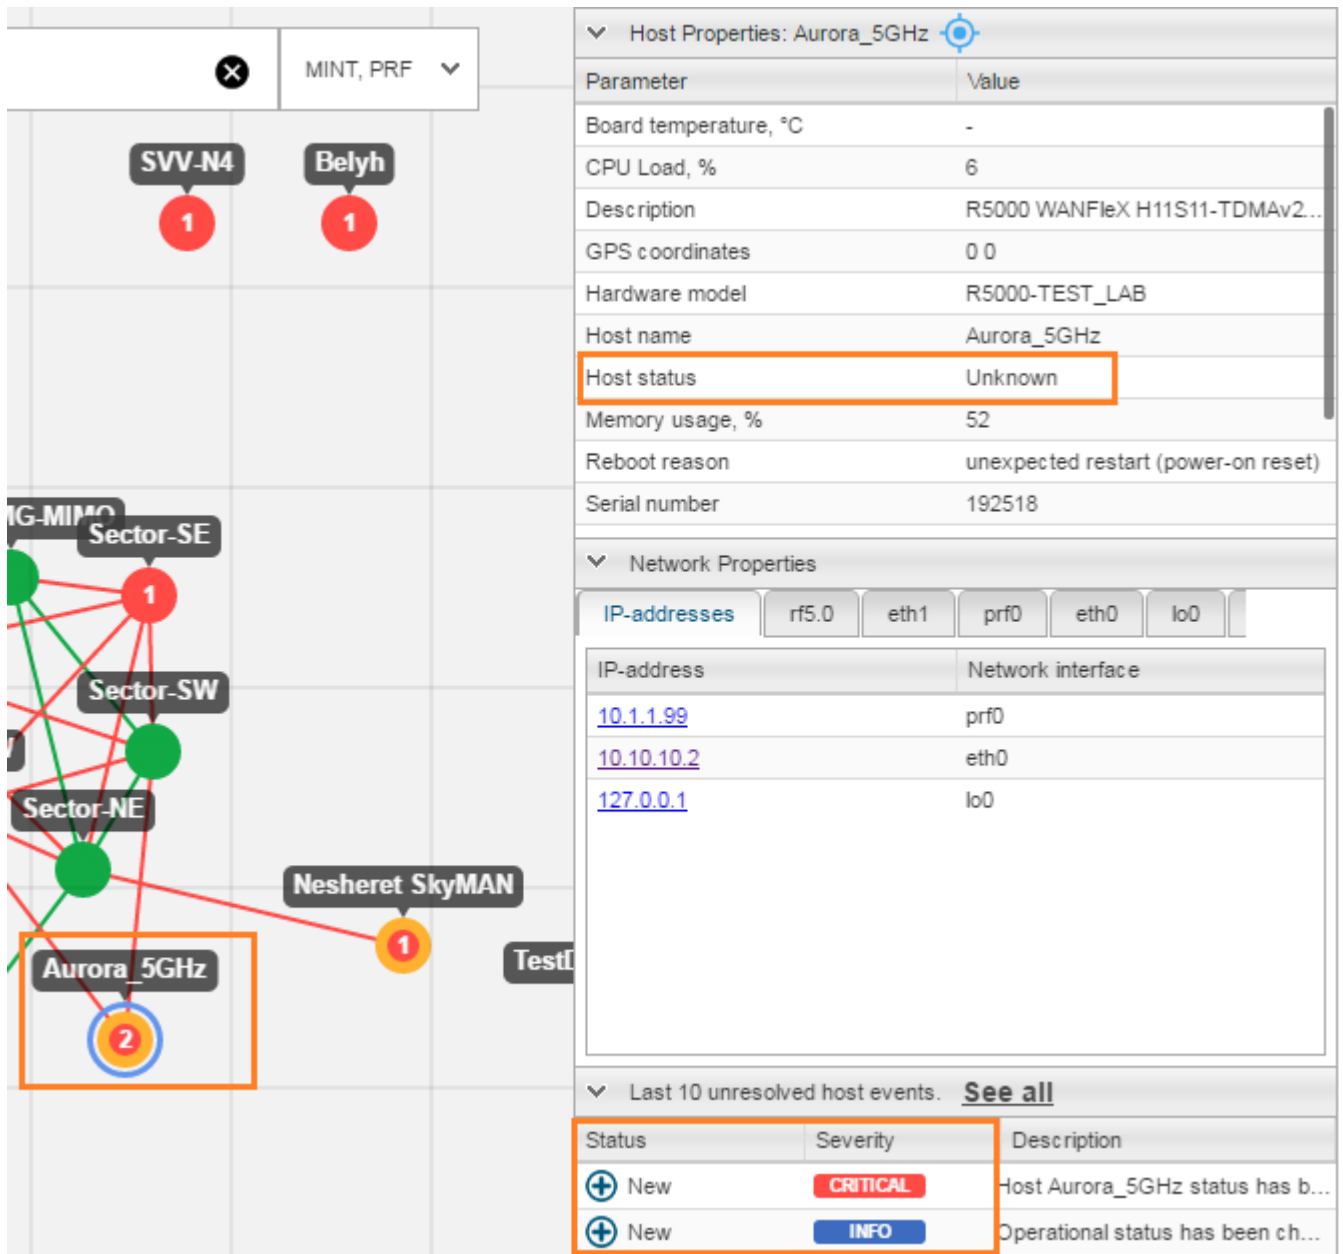 MINT, PRF
SVV-N4
Belyh
1
1
IG-MIMO
Sector-SE
1
Sector-SW
Sector-NE
Nesheret SkyMAN
1
Aurora_5GHz
2
Host Properties: Aurora_5GHz
Parameter Value
Board temperature, °C -
CPU Load, % 6
Description R5000 WANFleX H11S11-TDMAv2...
GPS coordinates 0 0
Hardware model R5000-TEST_LAB
Host name Aurora_5GHz
Host status Unknown
Memory usage, % 52
Reboot reason unexpected restart (power-on reset)
Serial number 192518
Network Properties
IP-addresses rf5.0 eth1 prf0 eth0 lo0
IP-address Network interface
10.1.1.99 prf0
10.10.10.2 eth0
127.0.0.1 lo0
Last 10 unresolved host events. See all
Status Severity Description
New CRITICAL Host Aurora_5GHz status has b...
New INFO Operational status has been ch...